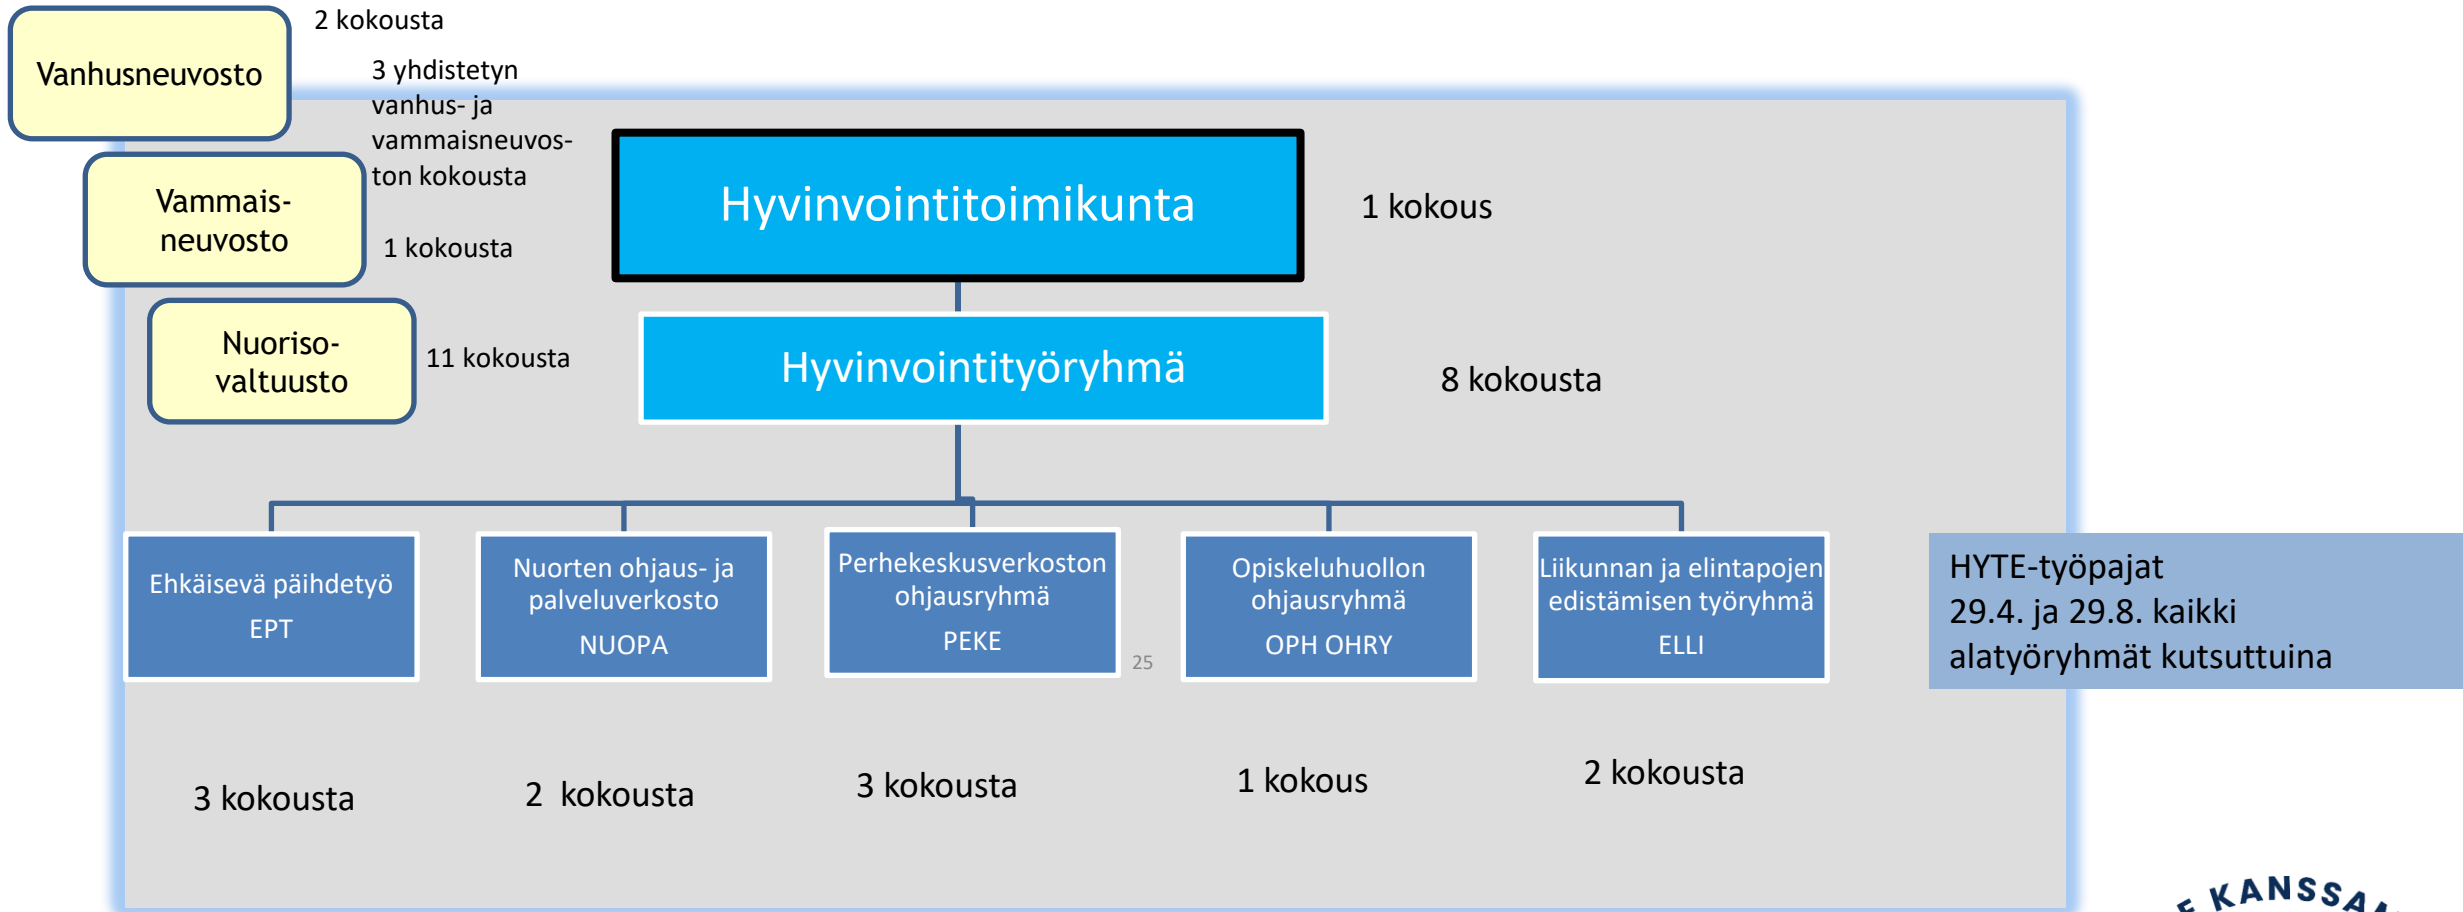 2 kokousta
Vanhusneuvosto
3 yhdistetyn
vanhus- ja
vammaisneuvos-
ton kokousta
Vammais-
neuvosto
1 kokousta
Hyvinvointitoimikunta
1 kokous
Nuoriso-
valtuusto
11 kokousta
Hyvinvointityöryhmä
8 kokousta
Ehkäisevä päihdetyö
EPT
Nuorten ohjaus- ja
palveluverkosto
NUOPA
Perhekeskusverkoston
ohjausryhmä
PEKE
25
Opiskeluhuollon
ohjausryhmä
OPH OHRY
Liikunnan ja elintapojen
edistämisen työryhmä
ELLI
HYTE-työpajat
29.4. ja 29.8. kaikki
alatyöryhmät kutsuttuina
3 kokousta
2 kokousta
3 kokousta
1 kokous
2 kokousta